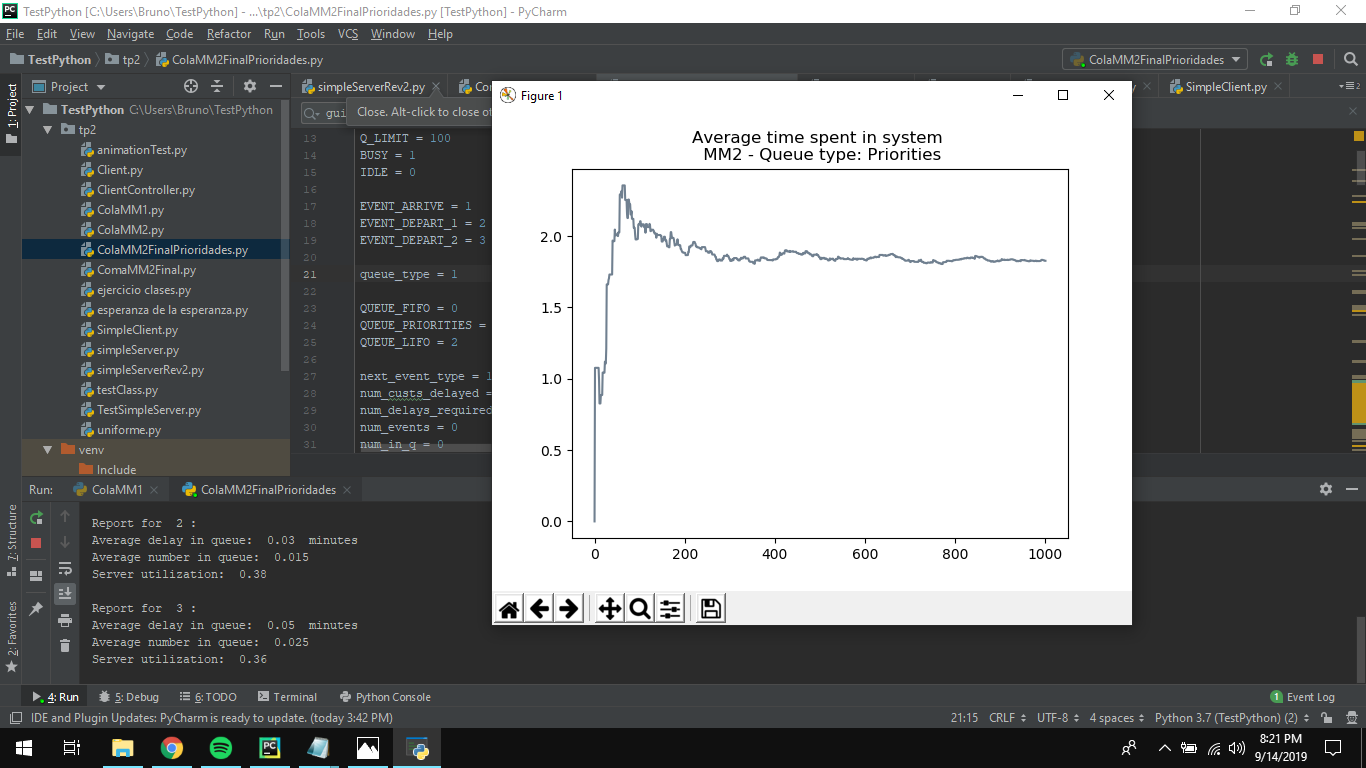 TestPython [C:\Users\Bruno\TestPython] - ...\tp2\ColaMM2FinalPrioridades.py [TestPython] - PyCharm
File Edit View Navigate Code Refactor Run Tools VCS Window Help
TestPython tp2 ColaMM2FinalPrioridades.py
ColaMM2FinalPrioridades
1: Project
Project
simpleServerRev2.py
SimpleClient.py
Close. Alt-click to close ot
gui
TestPython C:\Users\Bruno\TestPython
tp2
animationTest.py
Client.py
ClientController.py
ColaMM1.py
ColaMM2.py
ColaMM2FinalPrioridades.py
ComaMM2Final.py
ejercicio clases.py
esperanza de la esperanza.py
SimpleClient.py
simpleServer.py
simpleServerRev2.py
testClass.py
TestSimpleServer.py
uniforme.py
venv
Include
13 Q_LIMIT = 100
14 BUSY = 1
15 IDLE = 0
16
17 EVENT_ARRIVE = 1
18 EVENT_DEPART_1 = 2
19 EVENT_DEPART_2 = 3
20
21 queue_type = 1
22
23 QUEUE_FIFO = 0
24 QUEUE_PRIORITIES =
25 QUEUE_LIFO = 2
26
27 next_event_type = 1
28 num_custs_delayed =
29 num_delays_required
30 num_events = 0
31 num_in_q = 0
Figure 1
Average time spent in system
MM2 - Queue type: Priorities
2.0
1.5
1.0
0.5
0.0
0 200 400 600 800 1000
Run: ColaMM1 ColaMM2FinalPrioridades
Report for 2 :
Average delay in queue: 0.03 minutes
Average number in queue: 0.015
Server utilization: 0.38
Report for 3 :
Average delay in queue: 0.05 minutes
Average number in queue: 0.025
Server utilization: 0.36
7: Structure
2: Favorites
4: Run 5: Debug 6: TODO Terminal Python Console 1 Event Log
IDE and Plugin Updates: PyCharm is ready to update. (today 3:42 PM) 21:15 CRLF UTF-8 4 spaces Python 3.7 (TestPython) (2)
8:21 PM
9/14/2019